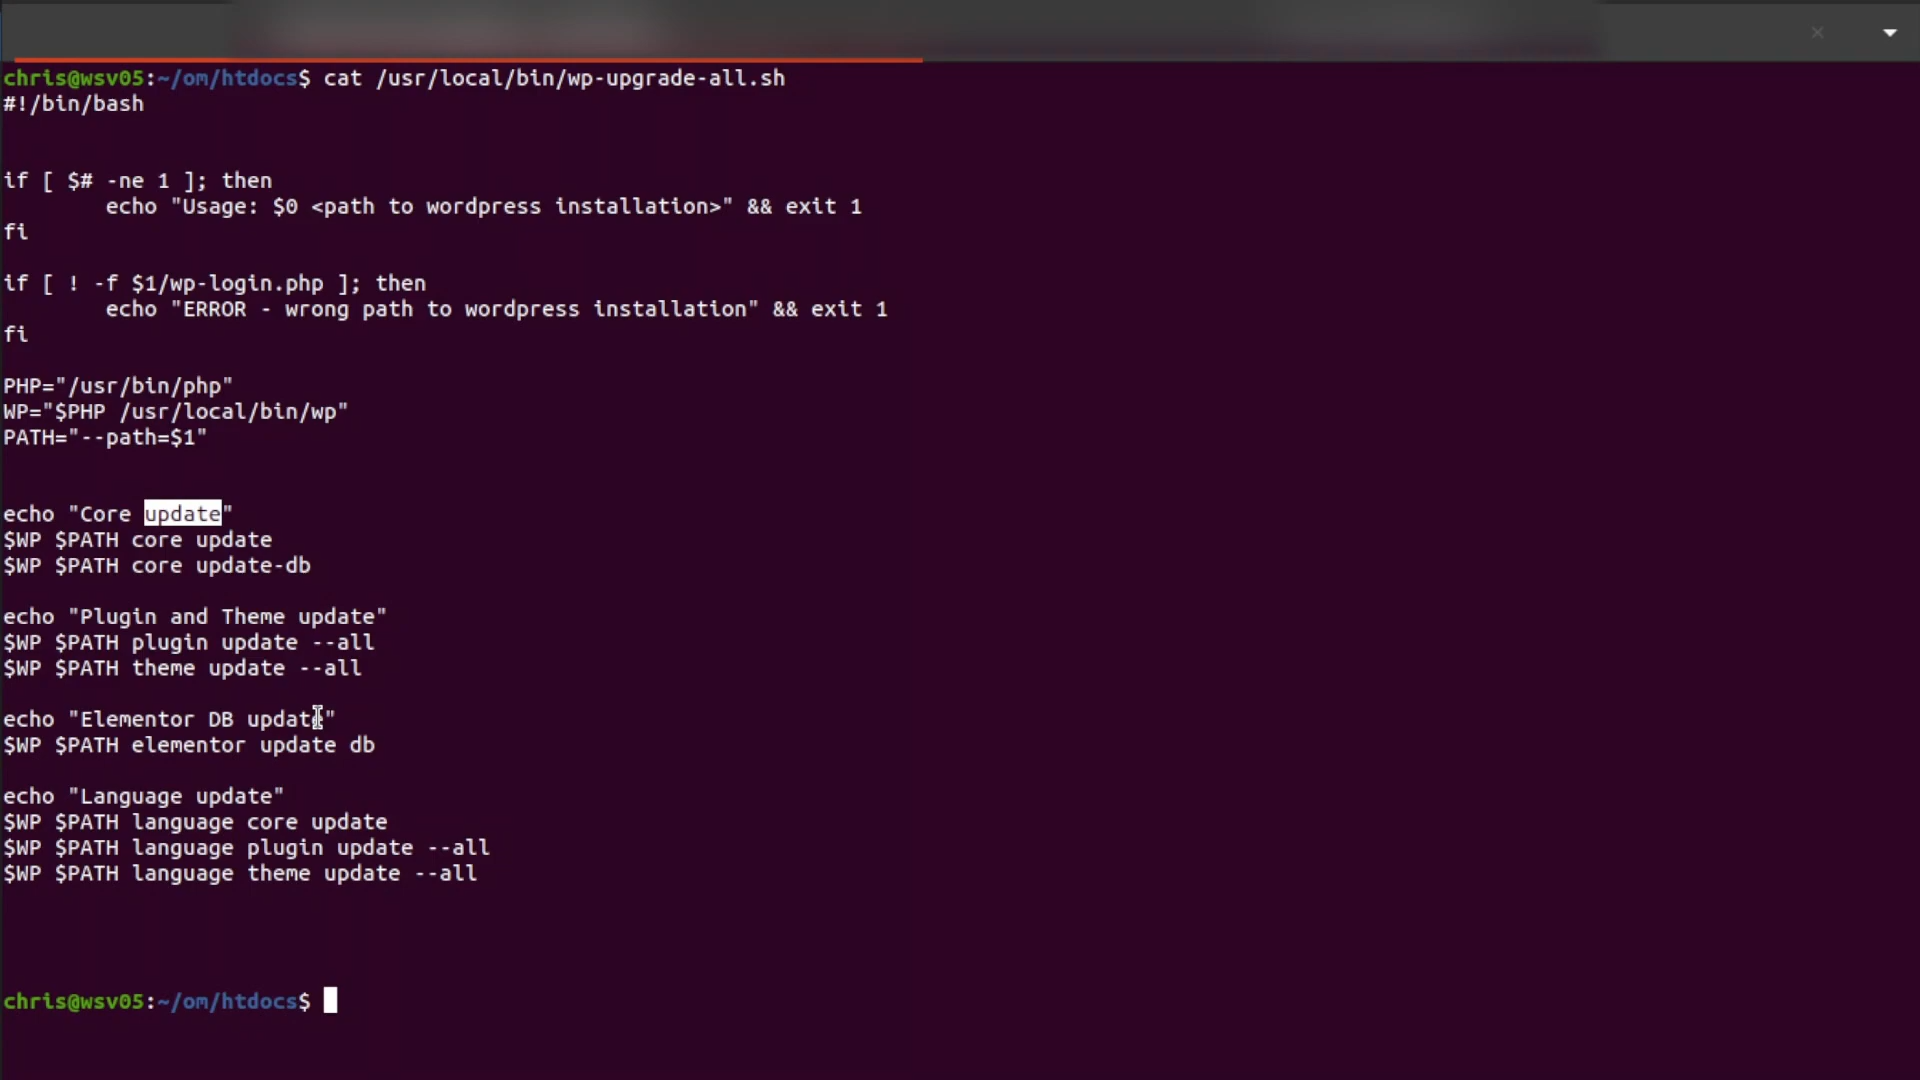 chris@wsv05:~/om/htdocs$ cat /usr/local/bin/wp-upgrade-all.sh
#!/bin/bash
if [ $# -ne 1 ]; then
echo "Usage: $0 <path to wordpress installation>" && exit 1
fi
if [ ! -f $1/wp-login.php ]; then
echo "ERROR - wrong path to wordpress installation" && exit 1
fi
PHP="/usr/bin/php"
WP="$PHP /usr/local/bin/wp"
PATH="--path=$1"
echo "Core update"
$WP $PATH core update
$WP $PATH core update-db
echo "Plugin and Theme update"
$WP $PATH plugin update --all
$WP $PATH theme update --all
echo "Elementor DB update"
$WP $PATH elementor update db
echo "Language update"
$WP $PATH language core update
$WP $PATH language plugin update --all
$WP $PATH language theme update --all
chris@wsv05:~/om/htdocs$